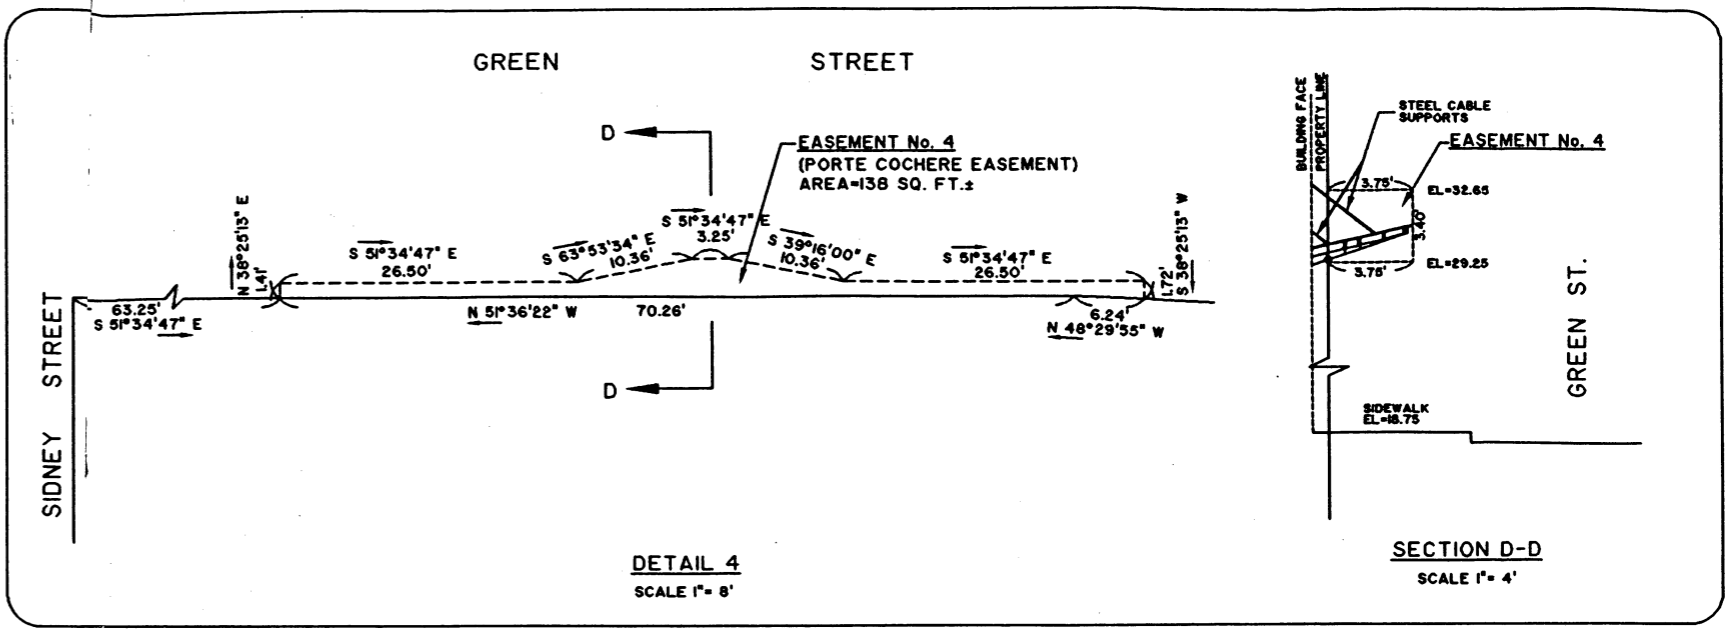 GREEN STREET
D
EASEMENT No. 4
(PORTE COCHERE EASEMENT)
AREA=138 SQ. FT.±
N 38°25'13" E
1.41'
S 51°34'47" E
26.50'
S 63°53'34" E
10.36'
S 51°34'47" E
3.25'
S 39°16'00" E
10.36'
S 51°34'47" E
26.50'
1.72'
S 38°25'13" W
63.25'
S 51°34'47" E
N 51°36'22" W 70.26'
6.24'
N 48°29'55" W
D
SIDNEY STREET
DETAIL 4
SCALE 1"= 8'
BUILDING FACE
PROPERTY LINE
STEEL CABLE
SUPPORTS
EASEMENT No. 4
3.75'
EL=32.65
3.40'
3.75'
EL=29.25
GREEN ST.
SIDEWALK
EL=18.75
SECTION D-D
SCALE 1"= 4'